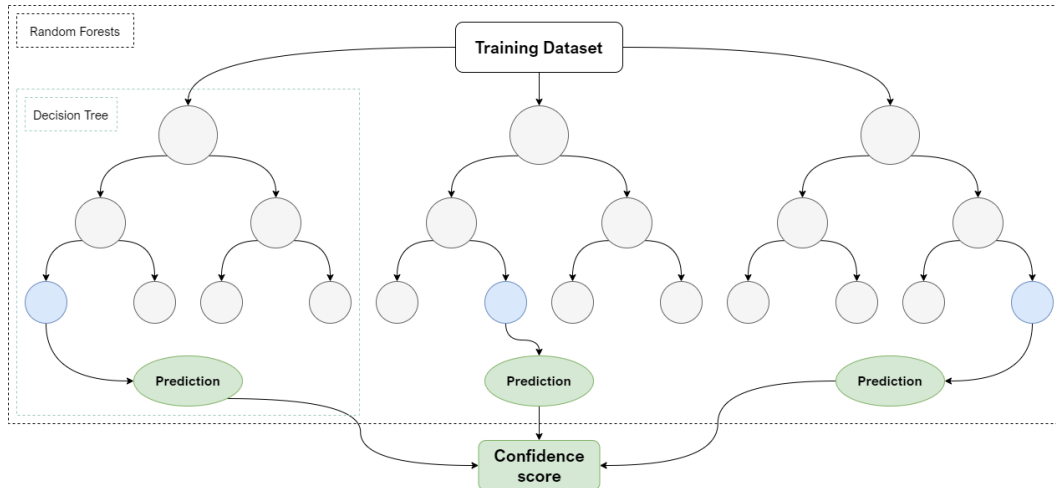 Random Forests
Training Dataset
Decision Tree
Prediction
Prediction
Prediction
Confidence
score